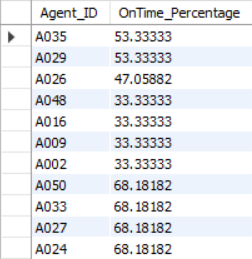 Agent_ID OnTime_Percentage
A035 53.33333
A029 53.33333
A026 47.05882
A048 33.33333
A016 33.33333
A009 33.33333
A002 33.33333
A050 68.18182
A033 68.18182
A027 68.18182
A024 68.18182